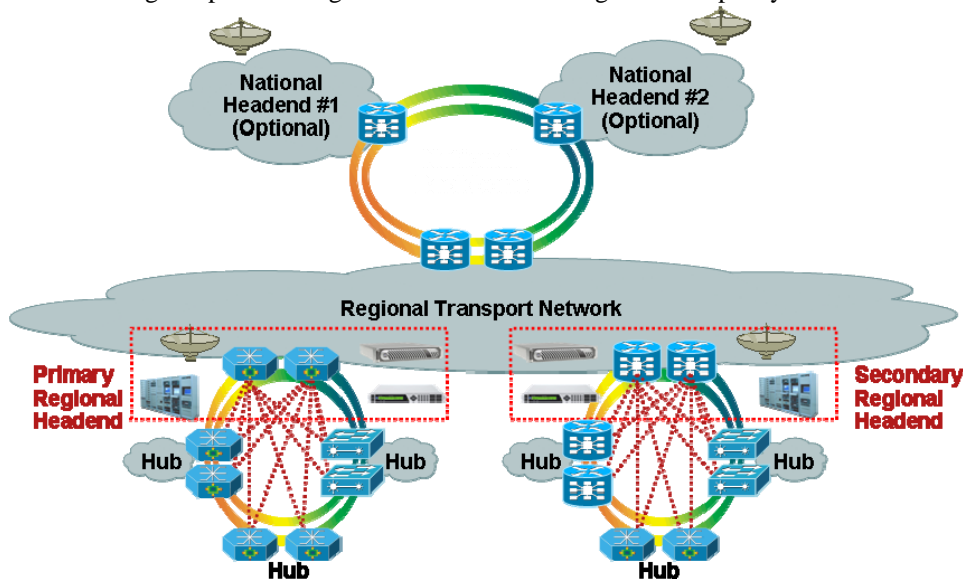 National
Headend #1
(Optional)
National
Headend #2
(Optional)
Regional Transport Network
Primary
Regional
Headend
Secondary
Regional
Headend
Hub
Hub
Hub
Hub
Hub
Hub